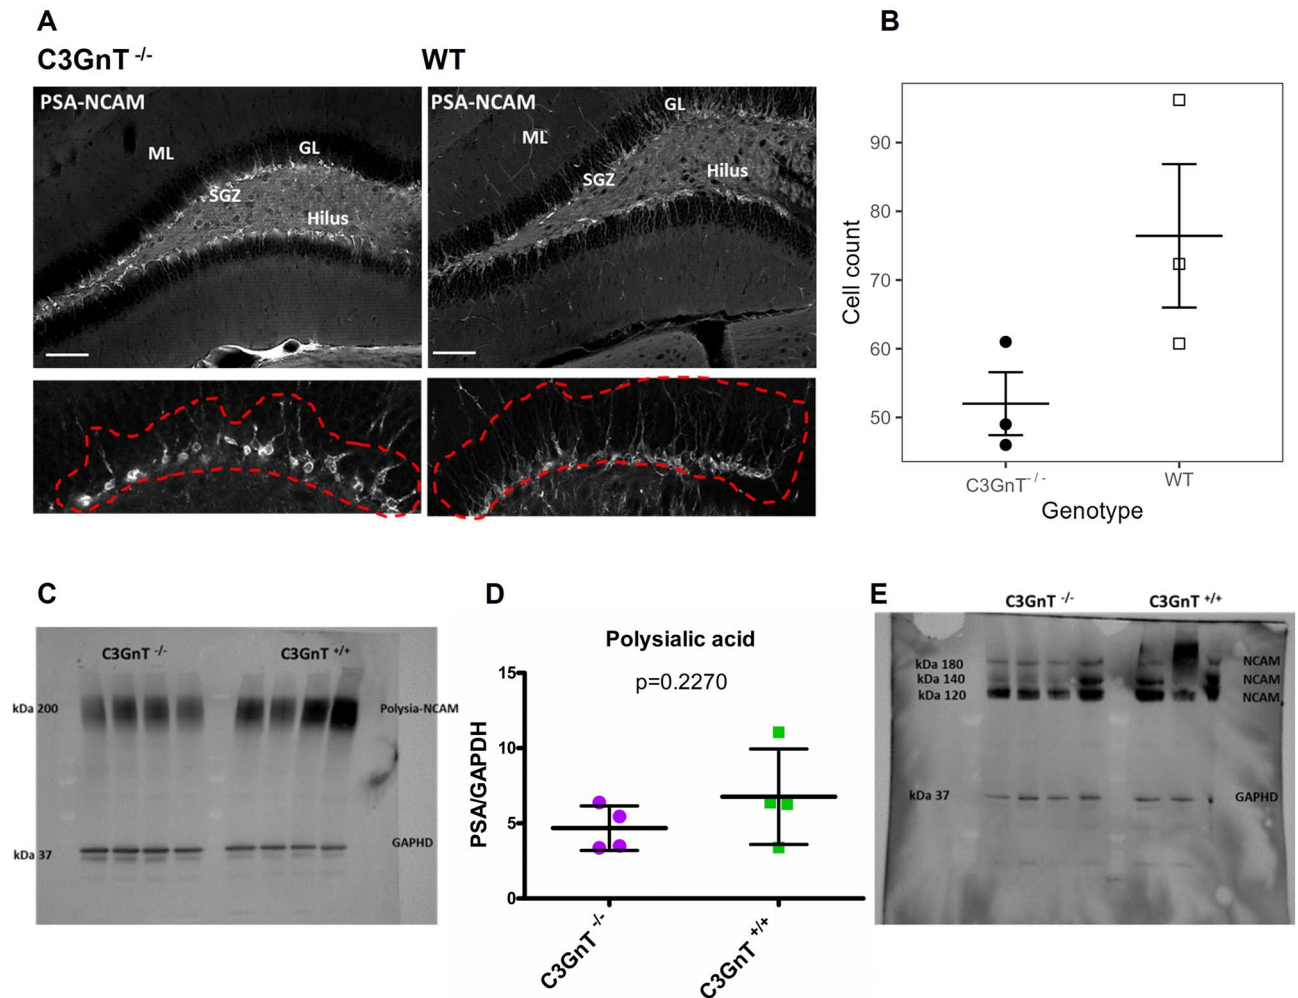 A
C3GnT -/-
WT
PSA-NCAM
ML
GL
SGZ
Hilus
PSA-NCAM
GL
ML
SGZ
Hilus
B
90
80
70
60
50
Cell count
C3GnT-/-
WT
Genotype
C
C3GnT -/-
C3GnT +/+
kDa 200
Polysia-NCAM
GAPHD
kDa 37
D
Polysialic acid
p=0.2270
15
10
5
0
PSA/GAPDH
C3GnT -/-
C3GnT +/+
E
C3GnT -/-
C3GnT +/+
kDa 180
NCAM
kDa 140
NCAM
kDa 120
NCAM
kDa 37
GAPHD